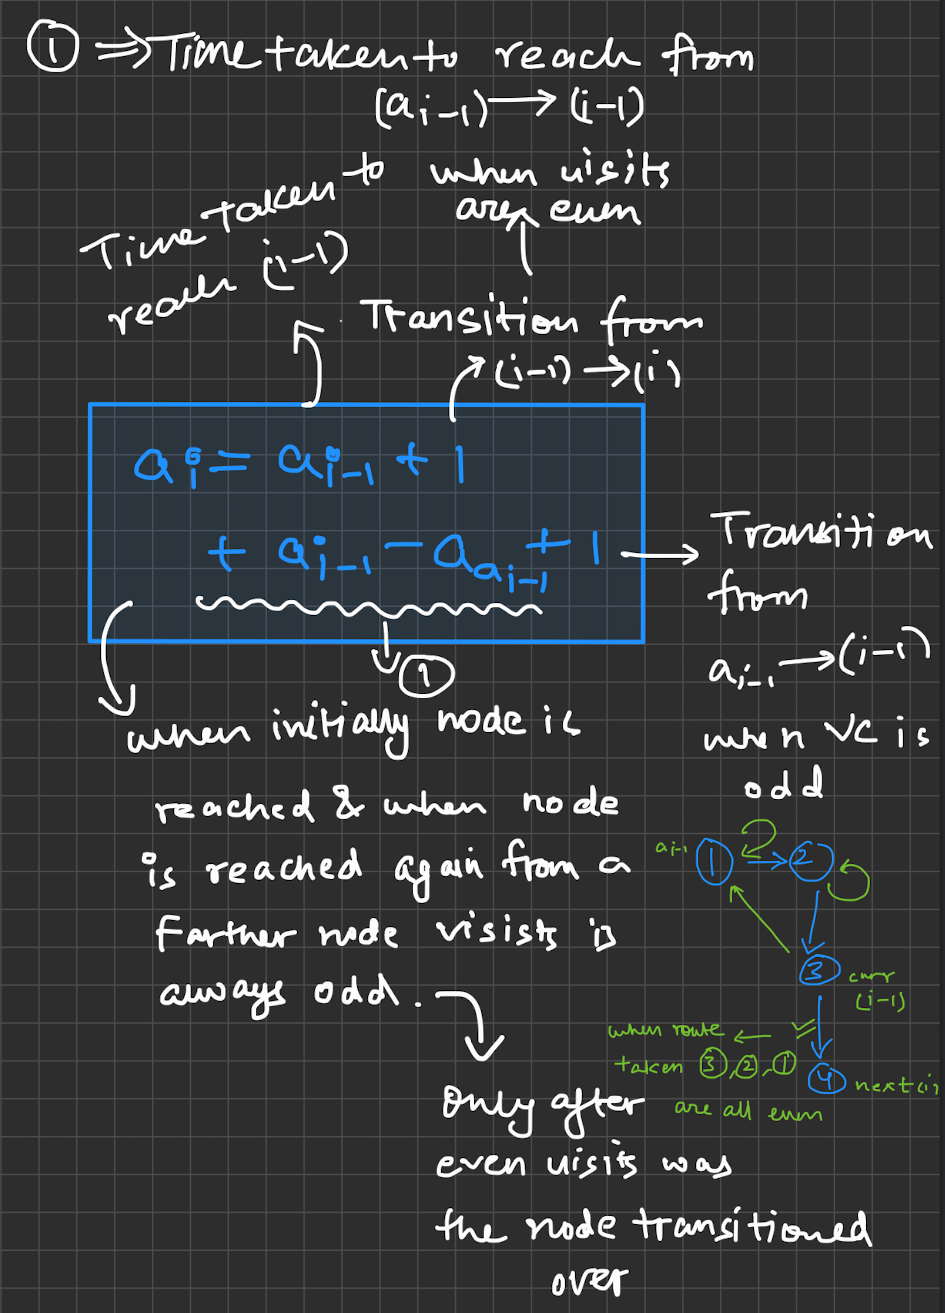 ① ⇒ Time taken to reach from
(a i-1) → (i-1)
when visits
are even
Time taken to
reach (i-1)
Transition from
(i-1) → (i)
a_i = a_{i-1} + 1
+ a_{i-1} - a_{a_{i-1}} + 1
①
Transition
from
a_{i-1} → (i-1)
when VC is
odd
when initially node is
reached & when node
is reached again from a
Farther node visists is
always odd.
Only after
even visits was
the node transitioned
over
a_{i-1} ① → ②
③ curr
(i-1)
when route ←
taken ③,②,①
are all even
④ next(i)